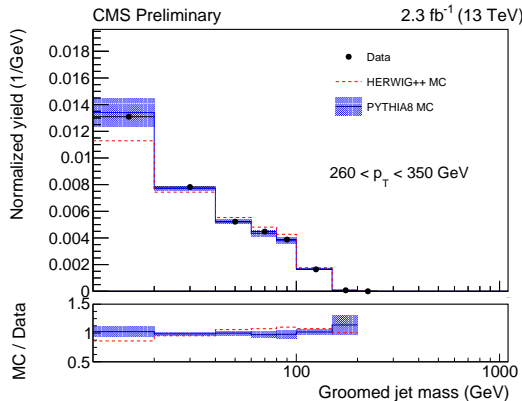 CMS Preliminary 2.3 fb⁻¹ (13 TeV)
Normalized yield (1/GeV)
0.018
0.016
0.014
0.012
0.01
0.008
0.006
0.004
0.002
0
Data
HERWIG++ MC
PYTHIA8 MC
260 < p_T < 350 GeV
MC / Data
1.5
1
0.5
100 1000
Groomed jet mass (GeV)